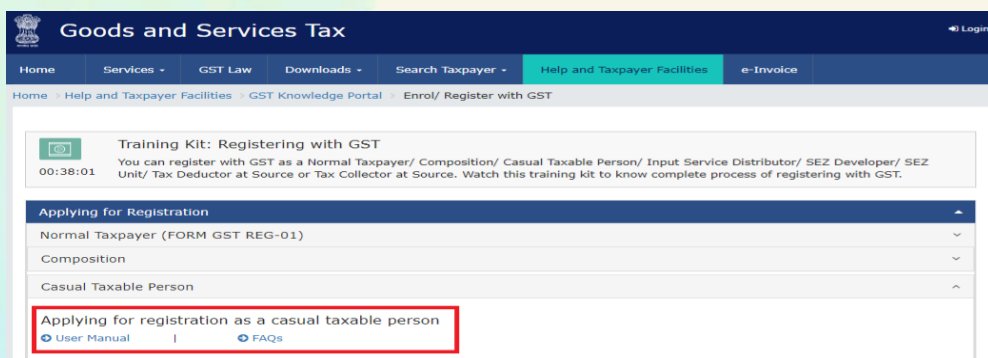 Goods and Services Tax
Login
Home Services GST Law Downloads Search Taxpayer Help and Taxpayer Facilities e-Invoice
Home > Help and Taxpayer Facilities > GST Knowledge Portal > Enrol/ Register with GST
Training Kit: Registering with GST
00:38:01
You can register with GST as a Normal Taxpayer/ Composition/ Casual Taxable Person/ Input Service Distributor/ SEZ Developer/ SEZ
Unit/ Tax Deductor at Source or Tax Collector at Source. Watch this training kit to know complete process of registering with GST.
Applying for Registration
Normal Taxpayer (FORM GST REG-01)
Composition
Casual Taxable Person
Applying for registration as a casual taxable person
User Manual | FAQs